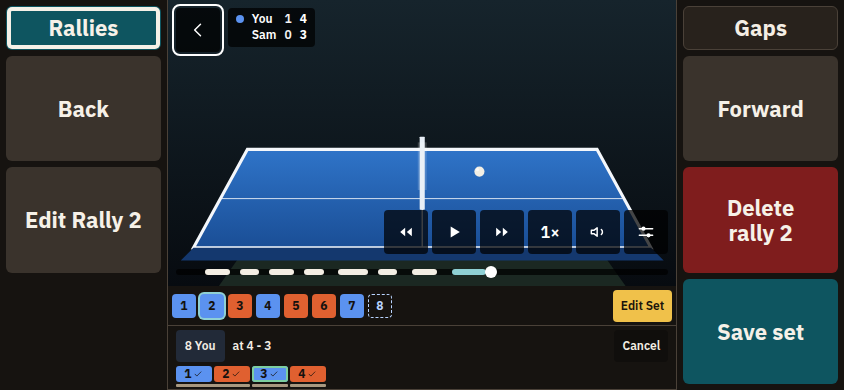 Rallies
Back
Edit Rally 2
You 1 4
Sam 0 3
1×
1 2 3 4 5 6 7 8
Edit Set
8 You at 4 - 3
Cancel
1 ✓ 2 ✓ 3 ✓ 4 ✓
Gaps
Forward
Delete
rally 2
Save set